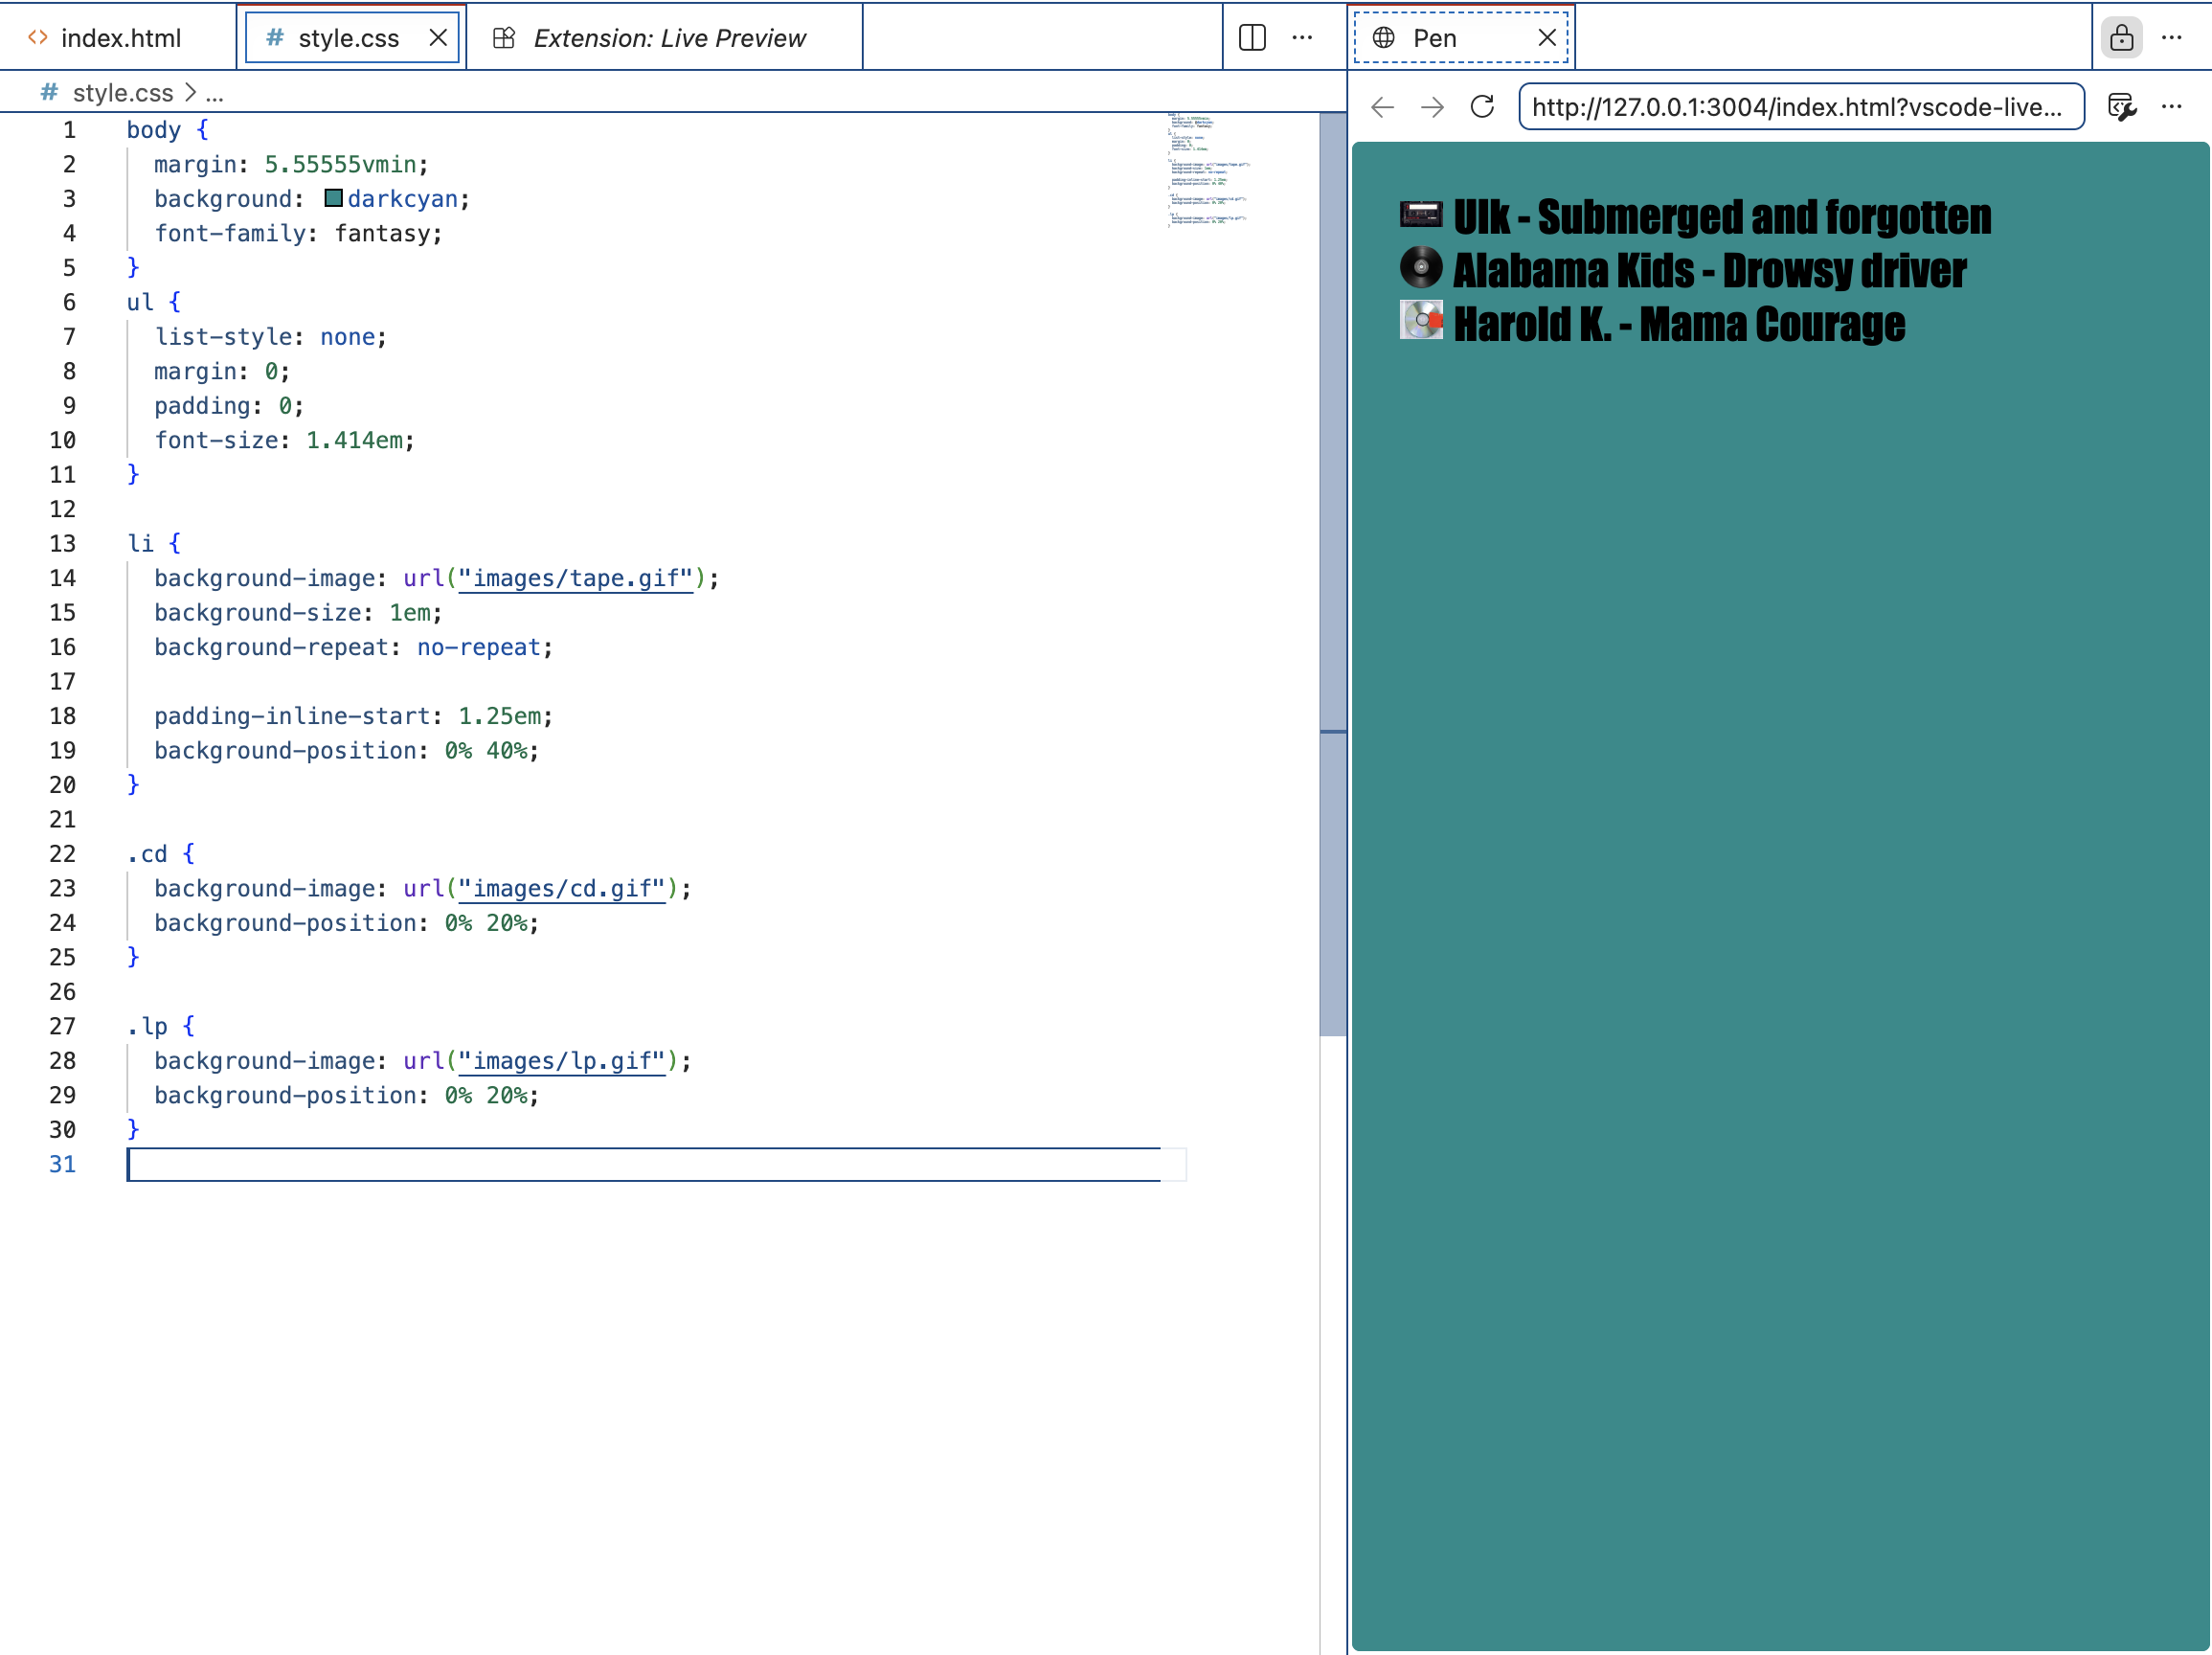 index.html
style.css
Extension: Live Preview
Pen
style.css > ...
http://127.0.0.1:3004/index.html?vscode-live...
1 body {
2 margin: 5.55555vmin;
3 background: darkcyan;
4 font-family: fantasy;
5 }
6 ul {
7 list-style: none;
8 margin: 0;
9 padding: 0;
10 font-size: 1.414em;
11 }
12
13 li {
14 background-image: url("images/tape.gif");
15 background-size: 1em;
16 background-repeat: no-repeat;
17
18 padding-inline-start: 1.25em;
19 background-position: 0% 40%;
20 }
21
22 .cd {
23 background-image: url("images/cd.gif");
24 background-position: 0% 20%;
25 }
26
27 .lp {
28 background-image: url("images/lp.gif");
29 background-position: 0% 20%;
30 }
31
Ulk - Submerged and forgotten
Alabama Kids - Drowsy driver
Harold K. - Mama Courage